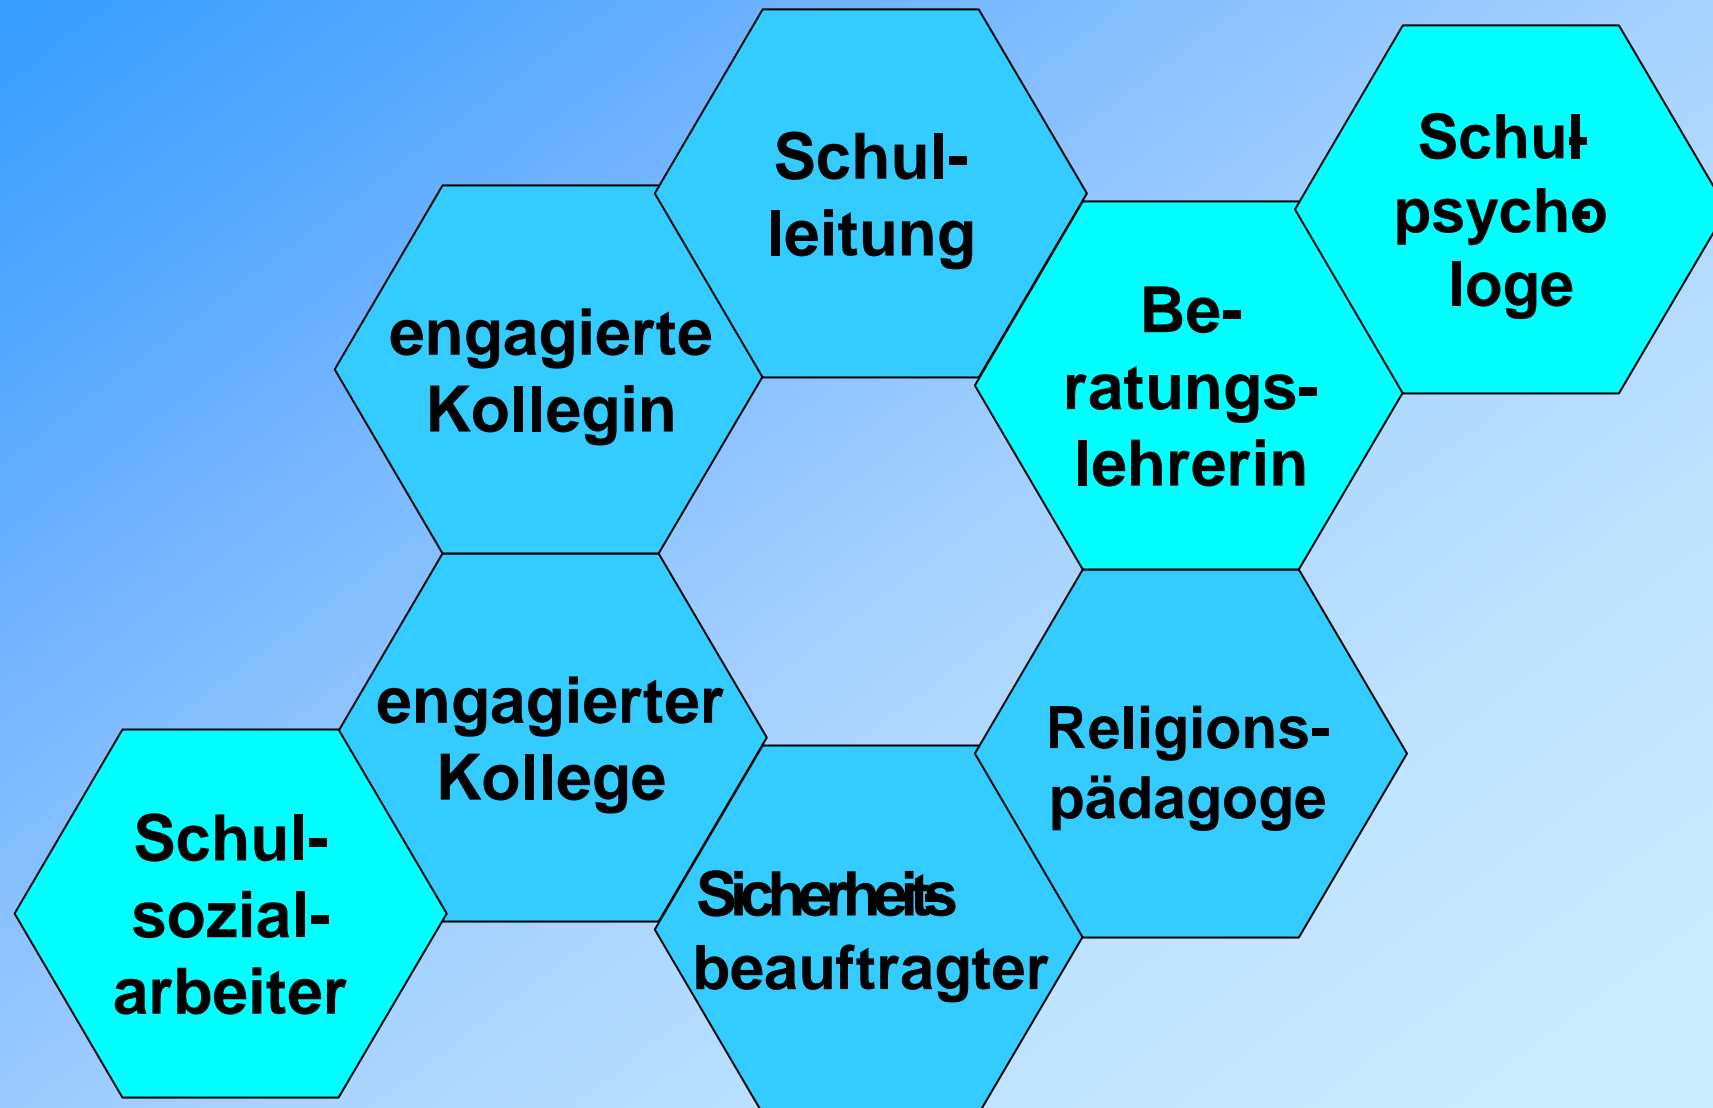 Schul-
leitung
Schul-
psycho-
loge
engagierte
Kollegin
Be-
ratungs-
lehrerin
engagierter
Kollege
Religions-
pädagoge
Schul-
sozial-
arbeiter
Sicherheits-
beauftragter